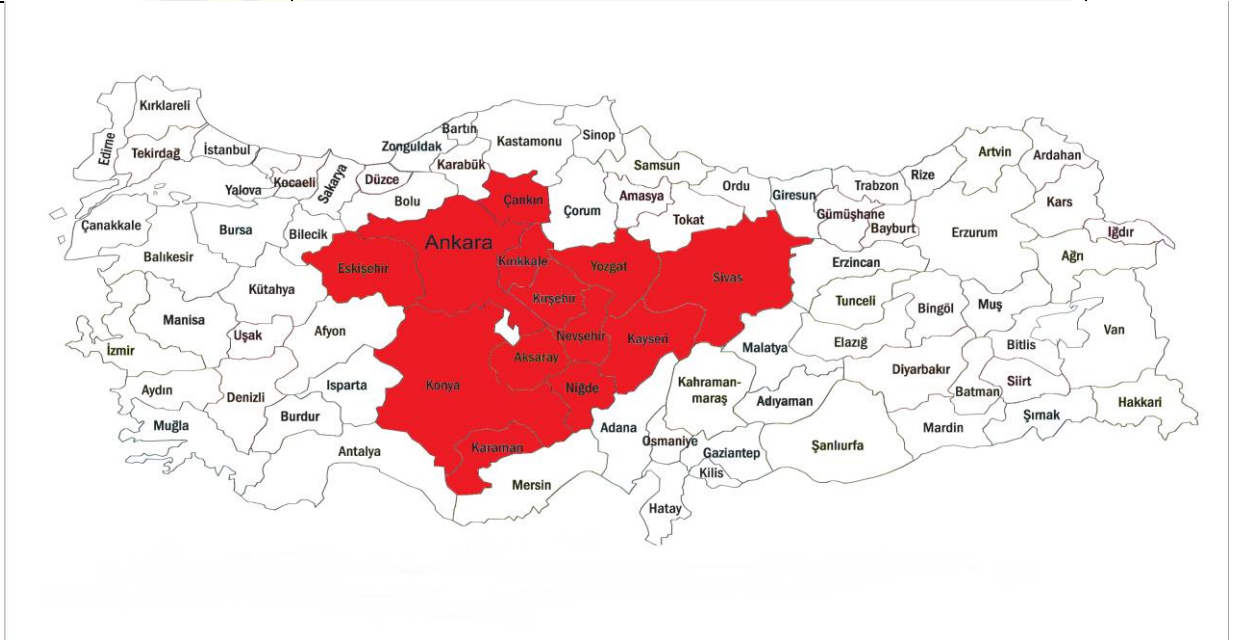 Kırklareli
Edirne
Tekirdağ
İstanbul
Yalova
Kocaeli
Sakarya
Düzce
Zonguldak
Bartın
Karabük
Kastamonu
Sinop
Samsun
Bolu
Çankırı
Çorum
Amasya
Tokat
Ordu
Giresun
Trabzon
Rize
Artvin
Ardahan
Kars
Gümüşhane
Bayburt
Erzurum
Iğdır
Ağrı
Çanakkale
Balıkesir
Bursa
Bilecik
Eskisehir
Ankara
Kırıkkale
Yozgat
Sivas
Erzincan
Kütahya
Manisa
Uşak
Afyon
Kırşehir
Nevşehir
Kayseri
Aksaray
Niğde
Konya
Karaman
Tunceli
Bingöl
Muş
Van
Bitlis
Elazığ
Malatya
Diyarbakır
Batman
Siirt
Hakkari
Şırnak
Mardin
İzmir
Aydın
Denizli
Isparta
Burdur
Muğla
Antalya
Mersin
Adana
Kahraman-
maraş
Adıyaman
Osmaniye
Gaziantep
Kilis
Şanlıurfa
Hatay